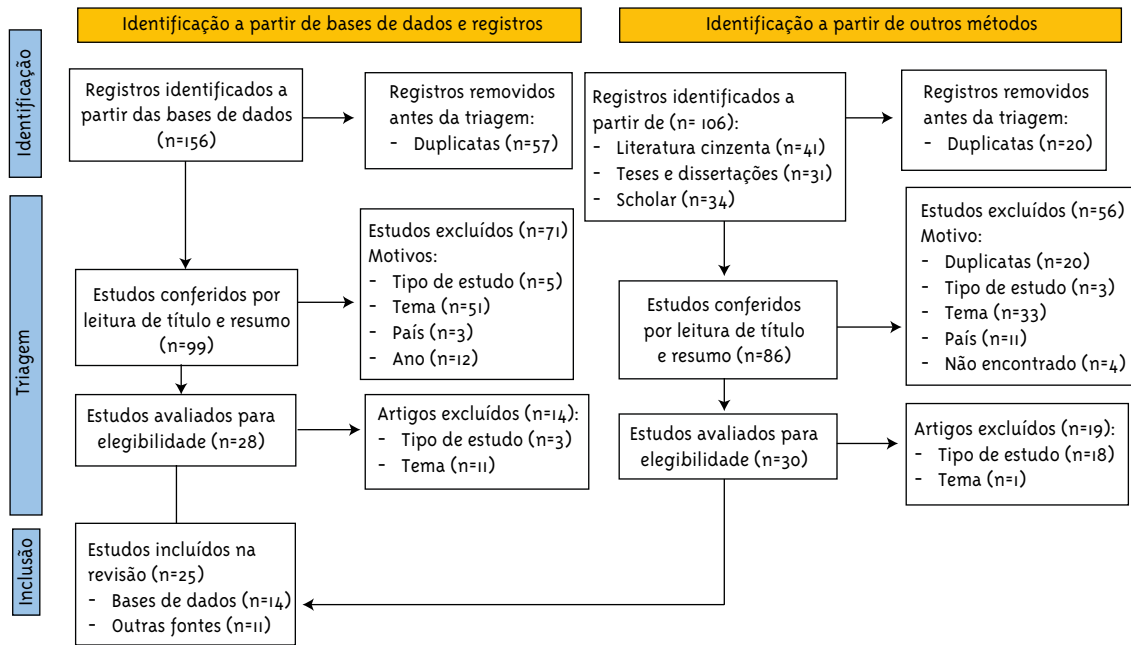 Identificação a partir de bases de dados e registros
Identificação a partir de outros métodos
Identificação
Registros identificados a
partir das bases de dados
(n=156)
Registros removidos
antes da triagem:
- Duplicatas (n=57)
Registros identificados a
partir de (n= 106):
- Literatura cinzenta (n=41)
- Teses e dissertações (n=31)
- Scholar (n=34)
Registros removidos
antes da triagem:
- Duplicatas (n=20)
Triagem
Estudos conferidos por
leitura de título e resumo
(n=99)
Estudos excluídos (n=71)
Motivos:
- Tipo de estudo (n=5)
- Tema (n=51)
- País (n=3)
- Ano (n=12)
Estudos conferidos
por leitura de título
e resumo (n=86)
Estudos excluídos (n=56)
Motivo:
- Duplicatas (n=20)
- Tipo de estudo (n=3)
- Tema (n=33)
- País (n=11)
- Não encontrado (n=4)
Estudos avaliados para
elegibilidade (n=28)
Artigos excluídos (n=14):
- Tipo de estudo (n=3)
- Tema (n=11)
Estudos avaliados para
elegibilidade (n=30)
Artigos excluídos (n=19):
- Tipo de estudo (n=18)
- Tema (n=1)
Inclusão
Estudos incluídos na
revisão (n=25)
- Bases de dados (n=14)
- Outras fontes (n=11)